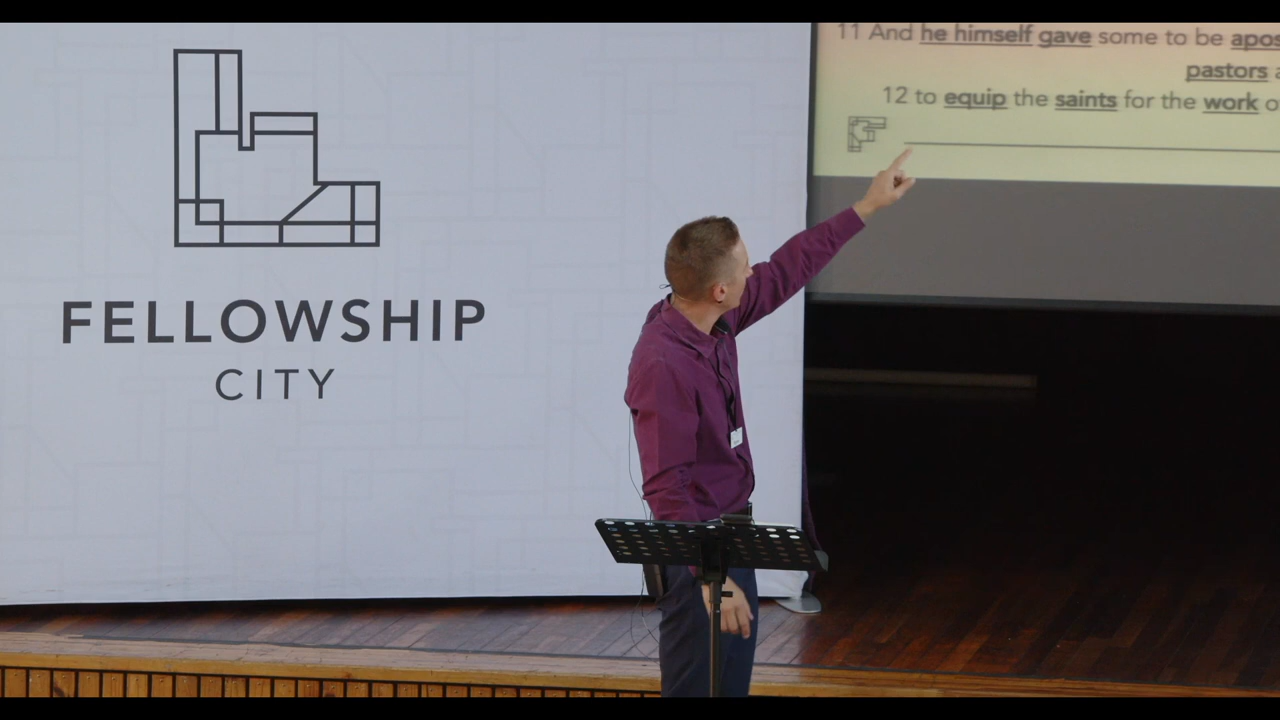 FELLOWSHIP
CITY
11 And he himself gave some to be apos
pastors
12 to equip the saints for the work o